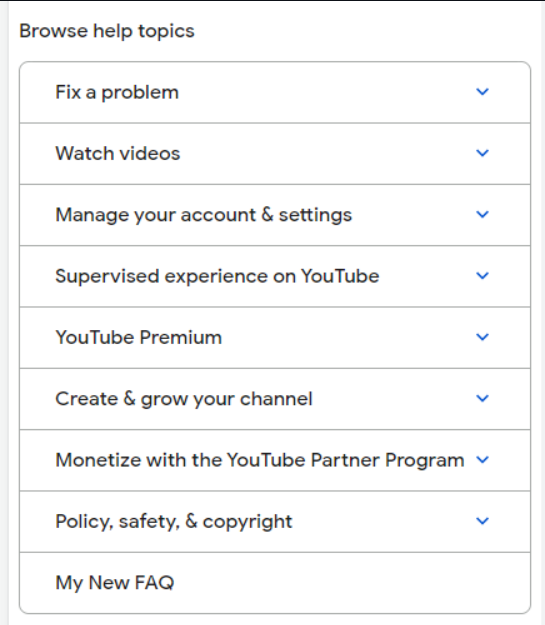 Browse help topics
Fix a problem
Watch videos
Manage your account & settings
Supervised experience on YouTube
YouTube Premium
Create & grow your channel
Monetize with the YouTube Partner Program
Policy, safety, & copyright
My New FAQ